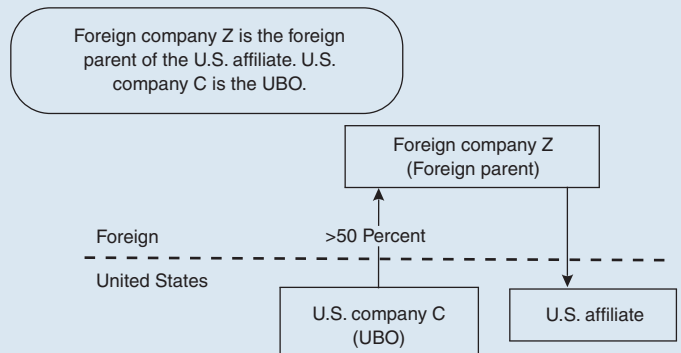 Foreign company Z is the foreign
parent of the U.S. affiliate. U.S.
company C is the UBO.
Foreign company Z
(Foreign parent)
Foreign
>50 Percent
United States
U.S. company C
(UBO)
U.S. affiliate